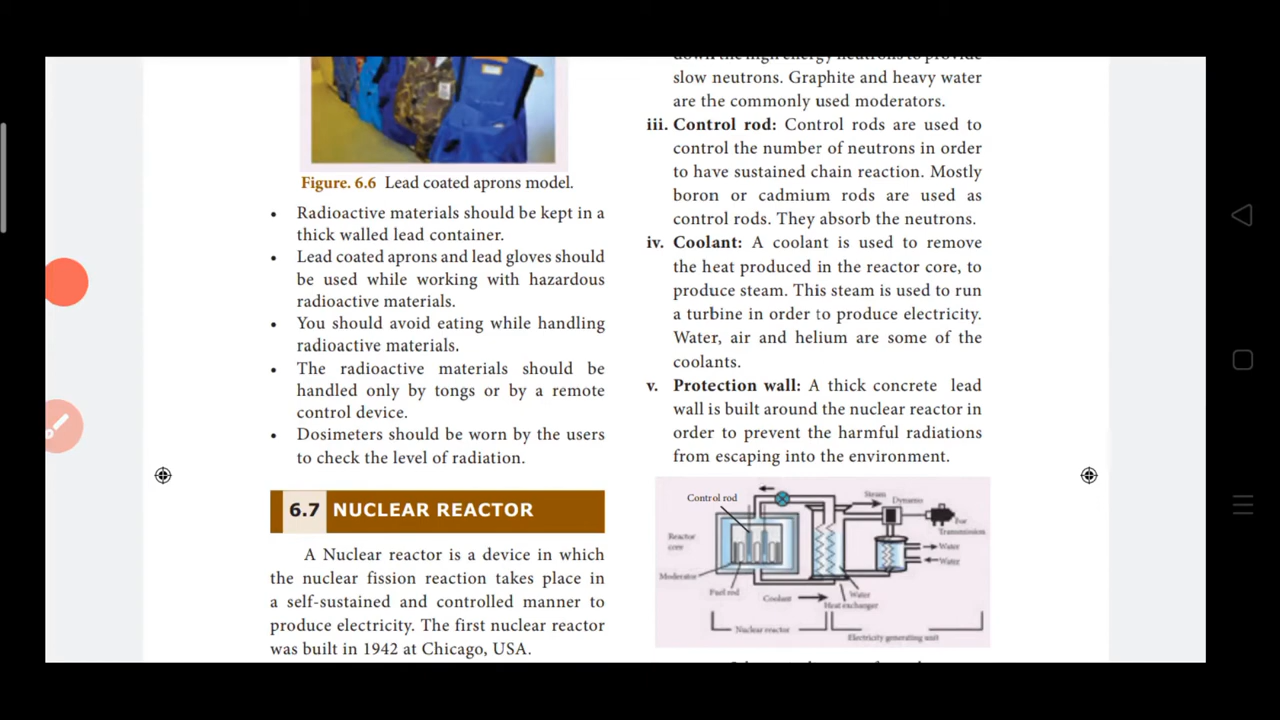 Figure. 6.6 Lead coated aprons model.
• Radioactive materials should be kept in a
thick walled lead container.
• Lead coated aprons and lead gloves should
be used while working with hazardous
radioactive materials.
• You should avoid eating while handling
radioactive materials.
• The radioactive materials should be
handled only by tongs or by a remote
control device.
• Dosimeters should be worn by the users
to check the level of radiation.
6.7 NUCLEAR REACTOR
A Nuclear reactor is a device in which
the nuclear fission reaction takes place in
a self-sustained and controlled manner to
produce electricity. The first nuclear reactor
was built in 1942 at Chicago, USA.
down the high energy neutrons to provide
slow neutrons. Graphite and heavy water
are the commonly used moderators.
iii. Control rod: Control rods are used to
control the number of neutrons in order
to have sustained chain reaction. Mostly
boron or cadmium rods are used as
control rods. They absorb the neutrons.
iv. Coolant: A coolant is used to remove
the heat produced in the reactor core, to
produce steam. This steam is used to run
a turbine in order to produce electricity.
Water, air and helium are some of the
coolants.
v. Protection wall: A thick concrete lead
wall is built around the nuclear reactor in
order to prevent the harmful radiations
from escaping into the environment.
Control rod
Steam
Dynamo
For
Transmission
Reactor
core
Water
Water
Moderator
Fuel rod
Coolant
Water
Heat exchanger
Nuclear reactor
Electricity generating unit